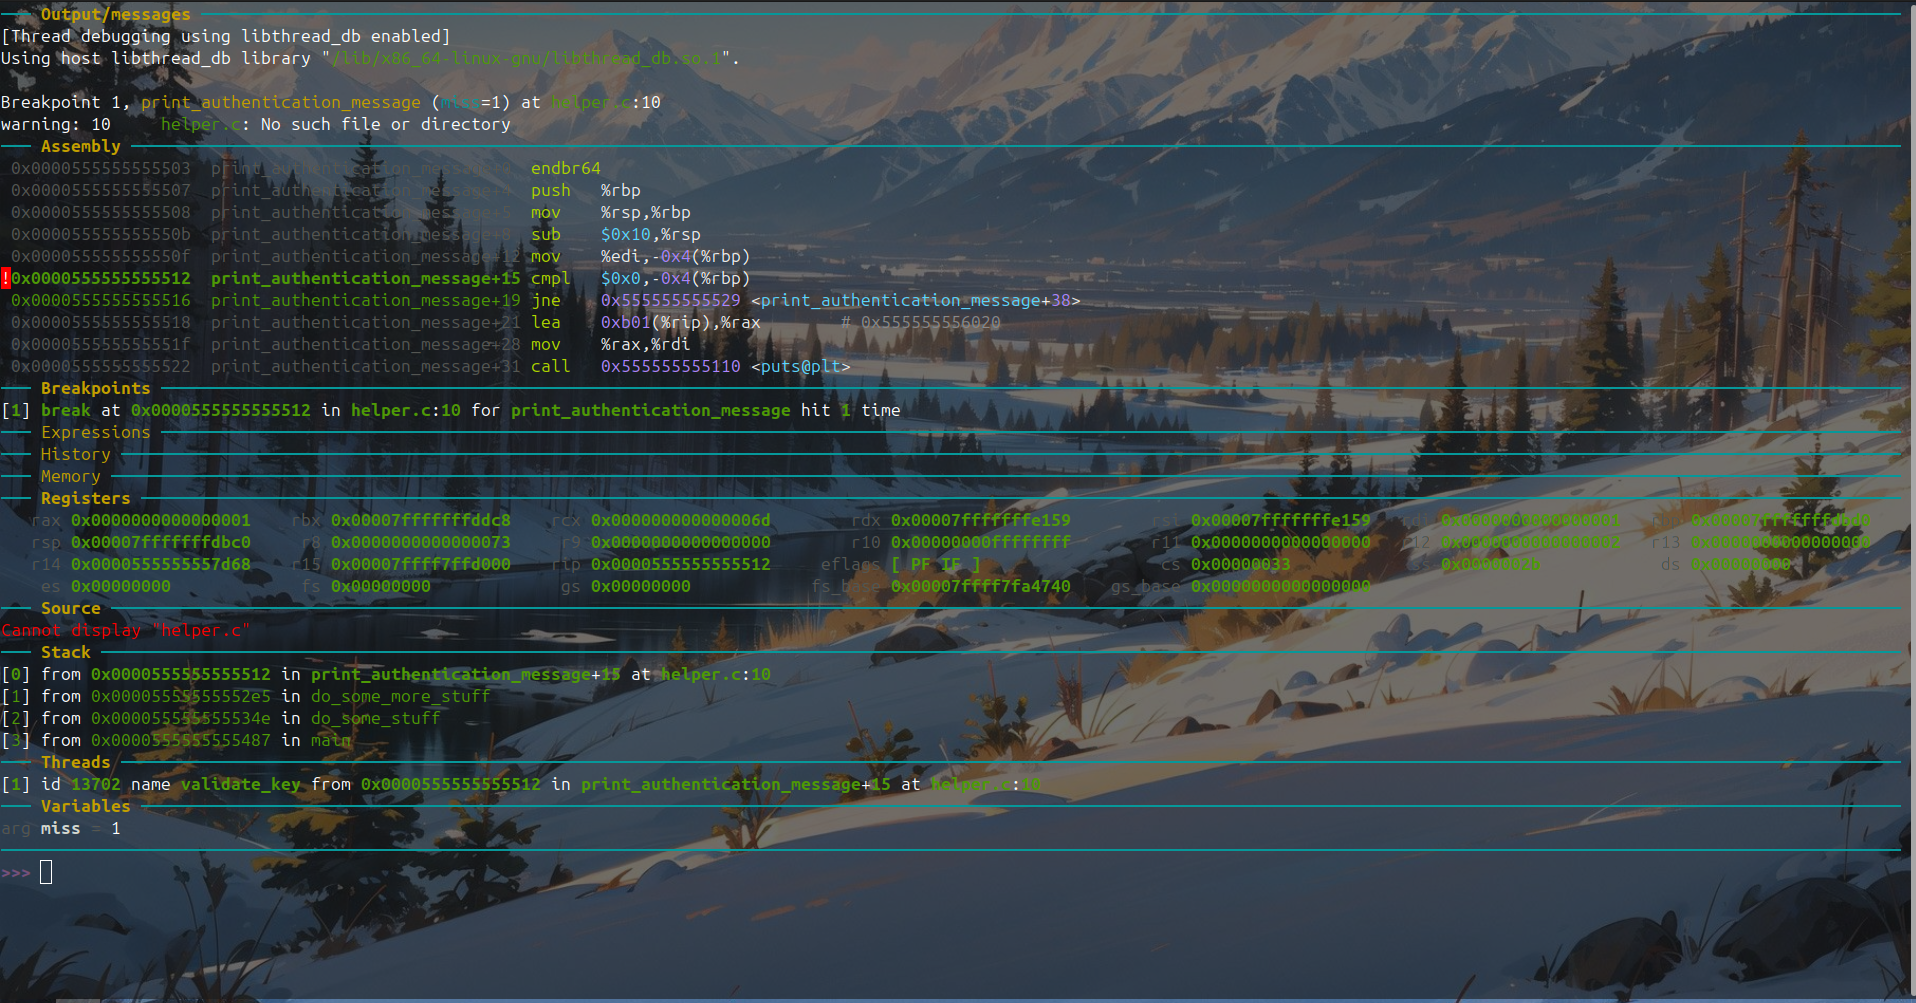 Output/messages
[Thread debugging using libthread_db enabled]
Using host libthread_db library "/lib/x86_64-linux-gnu/libthread_db.so.1".
Breakpoint 1, print_authentication_message (miss=1) at helper.c:10
warning: 10 helper.c: No such file or directory
Assembly
0x0000555555555503 print_authentication_message+0 endbr64
0x0000555555555507 print_authentication_message+4 push %rbp
0x0000555555555508 print_authentication_message+5 mov %rsp,%rbp
0x000055555555550b print_authentication_message+8 sub $0x10,%rsp
0x000055555555550f print_authentication_message+12 mov %edi,-0x4(%rbp)
!0x0000555555555512 print_authentication_message+15 cmpl $0x0,-0x4(%rbp)
0x0000555555555516 print_authentication_message+19 jne 0x555555555529 <print_authentication_message+38>
0x0000555555555518 print_authentication_message+21 lea 0xb01(%rip),%rax # 0x555555556020
0x000055555555551f print_authentication_message+28 mov %rax,%rdi
0x0000555555555522 print_authentication_message+31 call 0x555555555110 <puts@plt>
Breakpoints
[1] break at 0x0000555555555512 in helper.c:10 for print_authentication_message hit 1 time
Expressions
History
Memory
Registers
rax 0x0000000000000001 rbx 0x00007fffffffddc8 rcx 0x000000000000006d rdx 0x00007fffffffe159 rsi 0x00007fffffffe159 rdi 0x0000000000000001 rbp 0x00007fffffffdbd0
rsp 0x00007fffffffdbc0 r8 0x0000000000000073 r9 0x0000000000000000 r10 0x00000000ffffffff r11 0x0000000000000000 r12 0x0000000000000002 r13 0x0000000000000000
r14 0x0000555555557d68 r15 0x00007ffff7ffd000 rip 0x0000555555555512 eflags [ PF IF ] cs 0x00000033 ss 0x0000002b ds 0x00000000
es 0x00000000 fs 0x00000000 gs 0x00000000 fs_base 0x00007ffff7fa4740 gs_base 0x0000000000000000
Source
Cannot display "helper.c"
Stack
[0] from 0x0000555555555512 in print_authentication_message+15 at helper.c:10
[1] from 0x00005555555552e5 in do_some_more_stuff
[2] from 0x000055555555534e in do_some_stuff
[3] from 0x0000555555555487 in main
Threads
[1] id 13702 name validate_key from 0x0000555555555512 in print_authentication_message+15 at helper.c:10
Variables
arg miss = 1
>>>